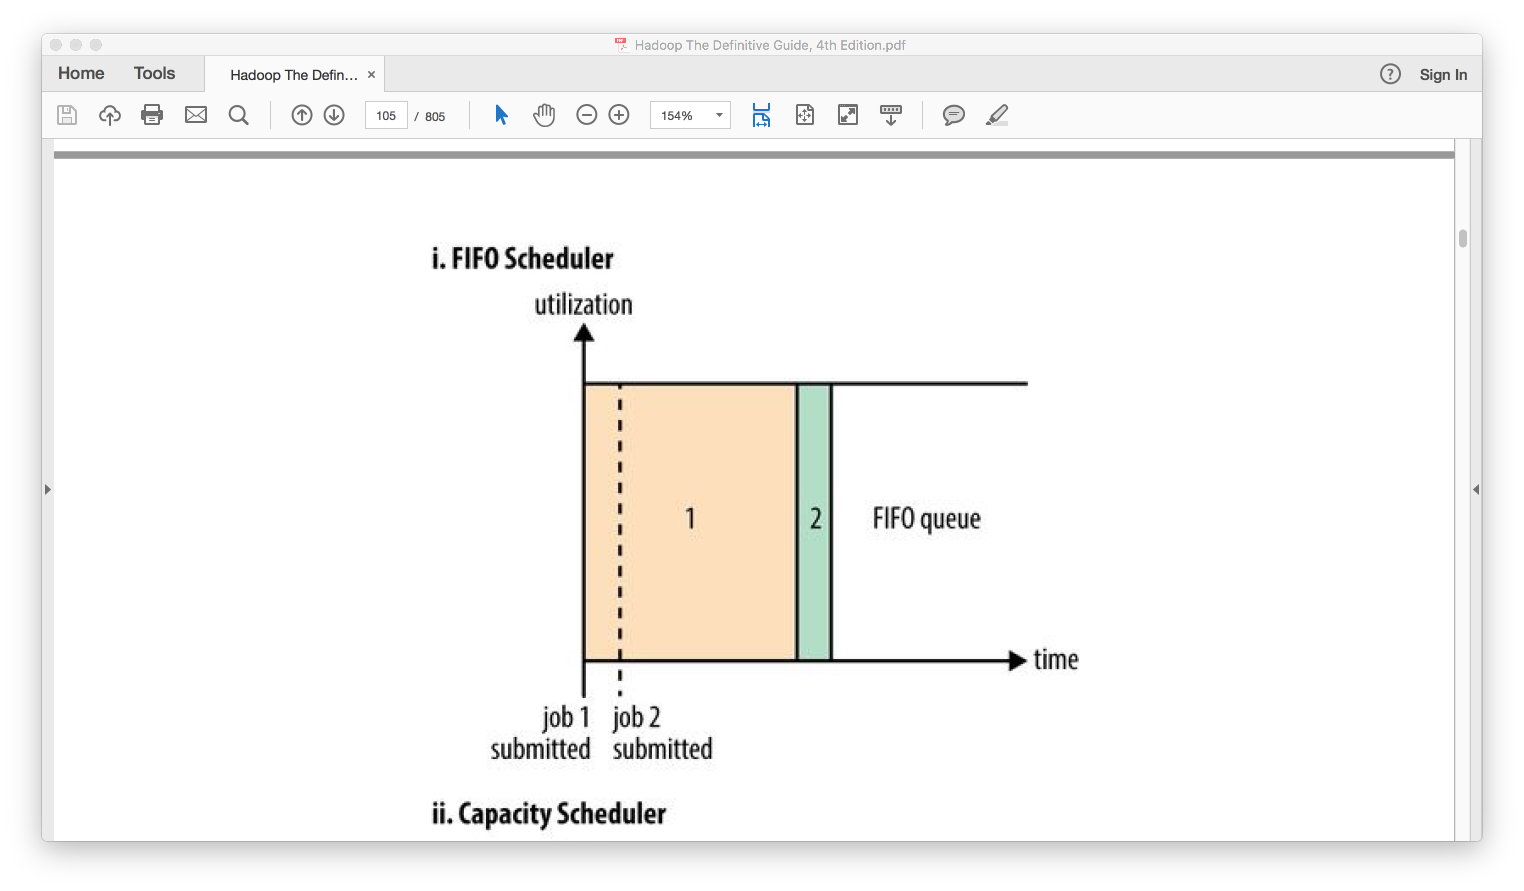 Hadoop The Definitive Guide, 4th Edition.pdf
Home Tools Hadoop The Defin... × ? Sign In
105 / 805 154%
i. FIFO Scheduler
utilization
1 2 FIFO queue
time
job 1 job 2
submitted submitted
ii. Capacity Scheduler